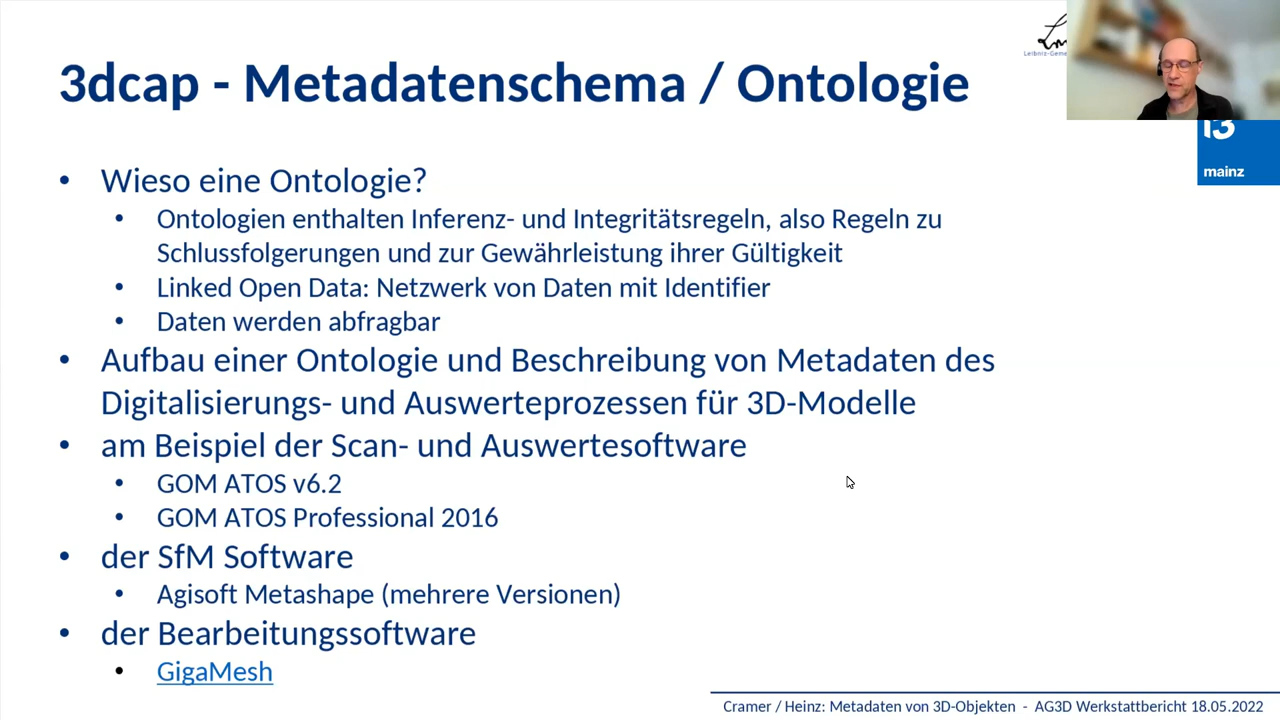 3dcap - Metadatenschema / Ontologie
Leibniz-Geme
i3
mainz
• Wieso eine Ontologie?
• Ontologien enthalten Inferenz- und Integritätsregeln, also Regeln zu
Schlussfolgerungen und zur Gewährleistung ihrer Gültigkeit
• Linked Open Data: Netzwerk von Daten mit Identifier
• Daten werden abfragbar
• Aufbau einer Ontologie und Beschreibung von Metadaten des
Digitalisierungs- und Auswerteprozessen für 3D-Modelle
• am Beispiel der Scan- und Auswertesoftware
• GOM ATOS v6.2
• GOM ATOS Professional 2016
• der SfM Software
• Agisoft Metashape (mehrere Versionen)
• der Bearbeitungssoftware
• GigaMesh
Cramer / Heinz: Metadaten von 3D-Objekten - AG3D Werkstattbericht 18.05.2022